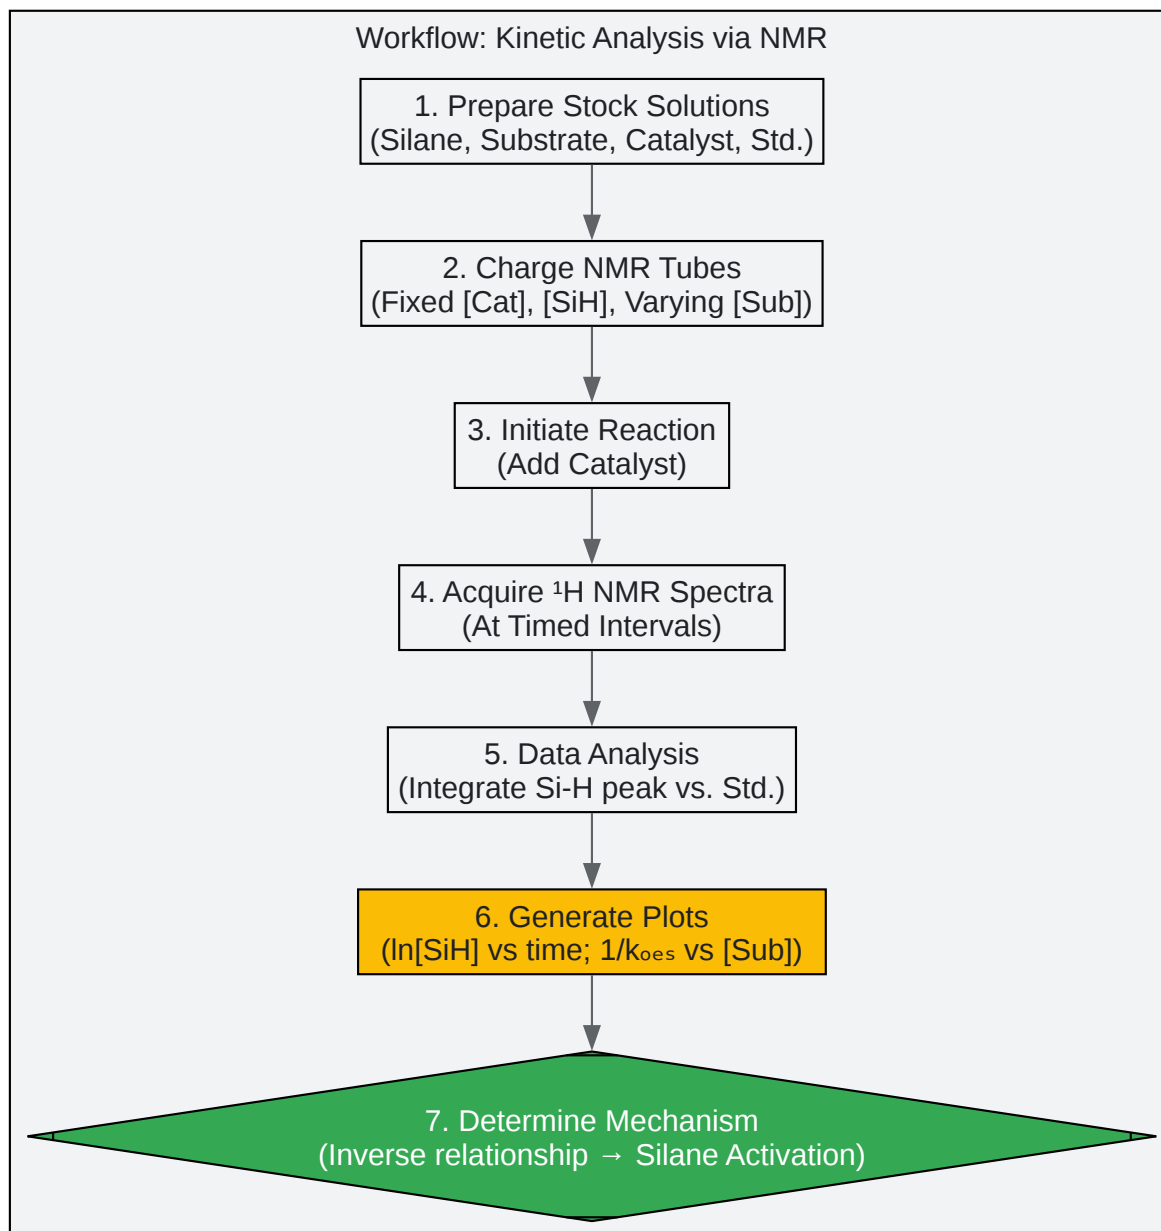 Workflow: Kinetic Analysis via NMR
1. Prepare Stock Solutions
(Silane, Substrate, Catalyst, Std.)
2. Charge NMR Tubes
(Fixed [Cat], [SiH], Varying [Sub])
3. Initiate Reaction
(Add Catalyst)
4. Acquire ¹H NMR Spectra
(At Timed Intervals)
5. Data Analysis
(Integrate Si-H peak vs. Std.)
6. Generate Plots
(ln[SiH] vs time; 1/kₒₑₛ vs [Sub])
7. Determine Mechanism
(Inverse relationship → Silane Activation)